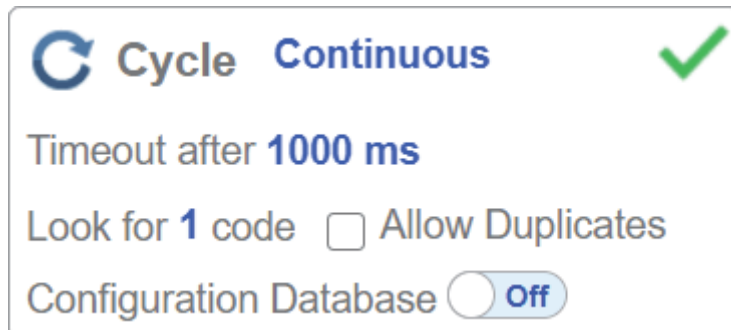 Cycle Continuous
Timeout after 1000 ms
Look for 1 code Allow Duplicates
Configuration Database Off